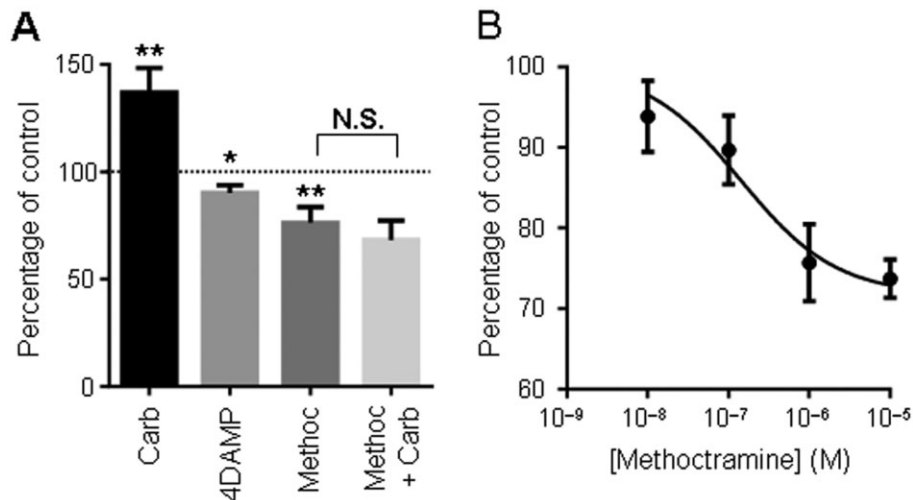 A
Percentage of control
150
100
50
0
**
*
**
N.S.
Carb
4DAMP
Methoc
Methoc
+ Carb
B
Percentage of control
100
90
80
70
60
10⁻⁹
10⁻⁸
10⁻⁷
10⁻⁶
10⁻⁵
[Methoctramine] (M)